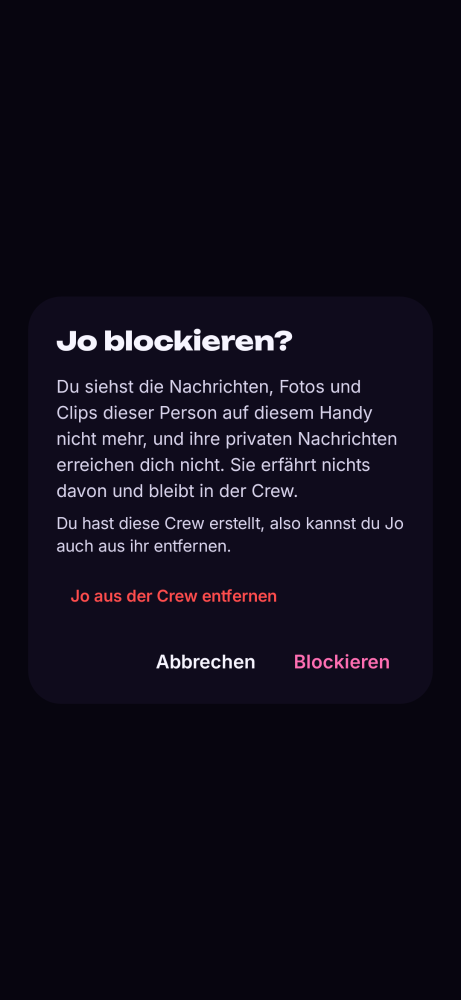 Jo blockieren?
Du siehst die Nachrichten, Fotos und
Clips dieser Person auf diesem Handy
nicht mehr, und ihre privaten Nachrichten
erreichen dich nicht. Sie erfährt nichts
davon und bleibt in der Crew.
Du hast diese Crew erstellt, also kannst du Jo
auch aus ihr entfernen.
Jo aus der Crew entfernen
Abbrechen Blockieren